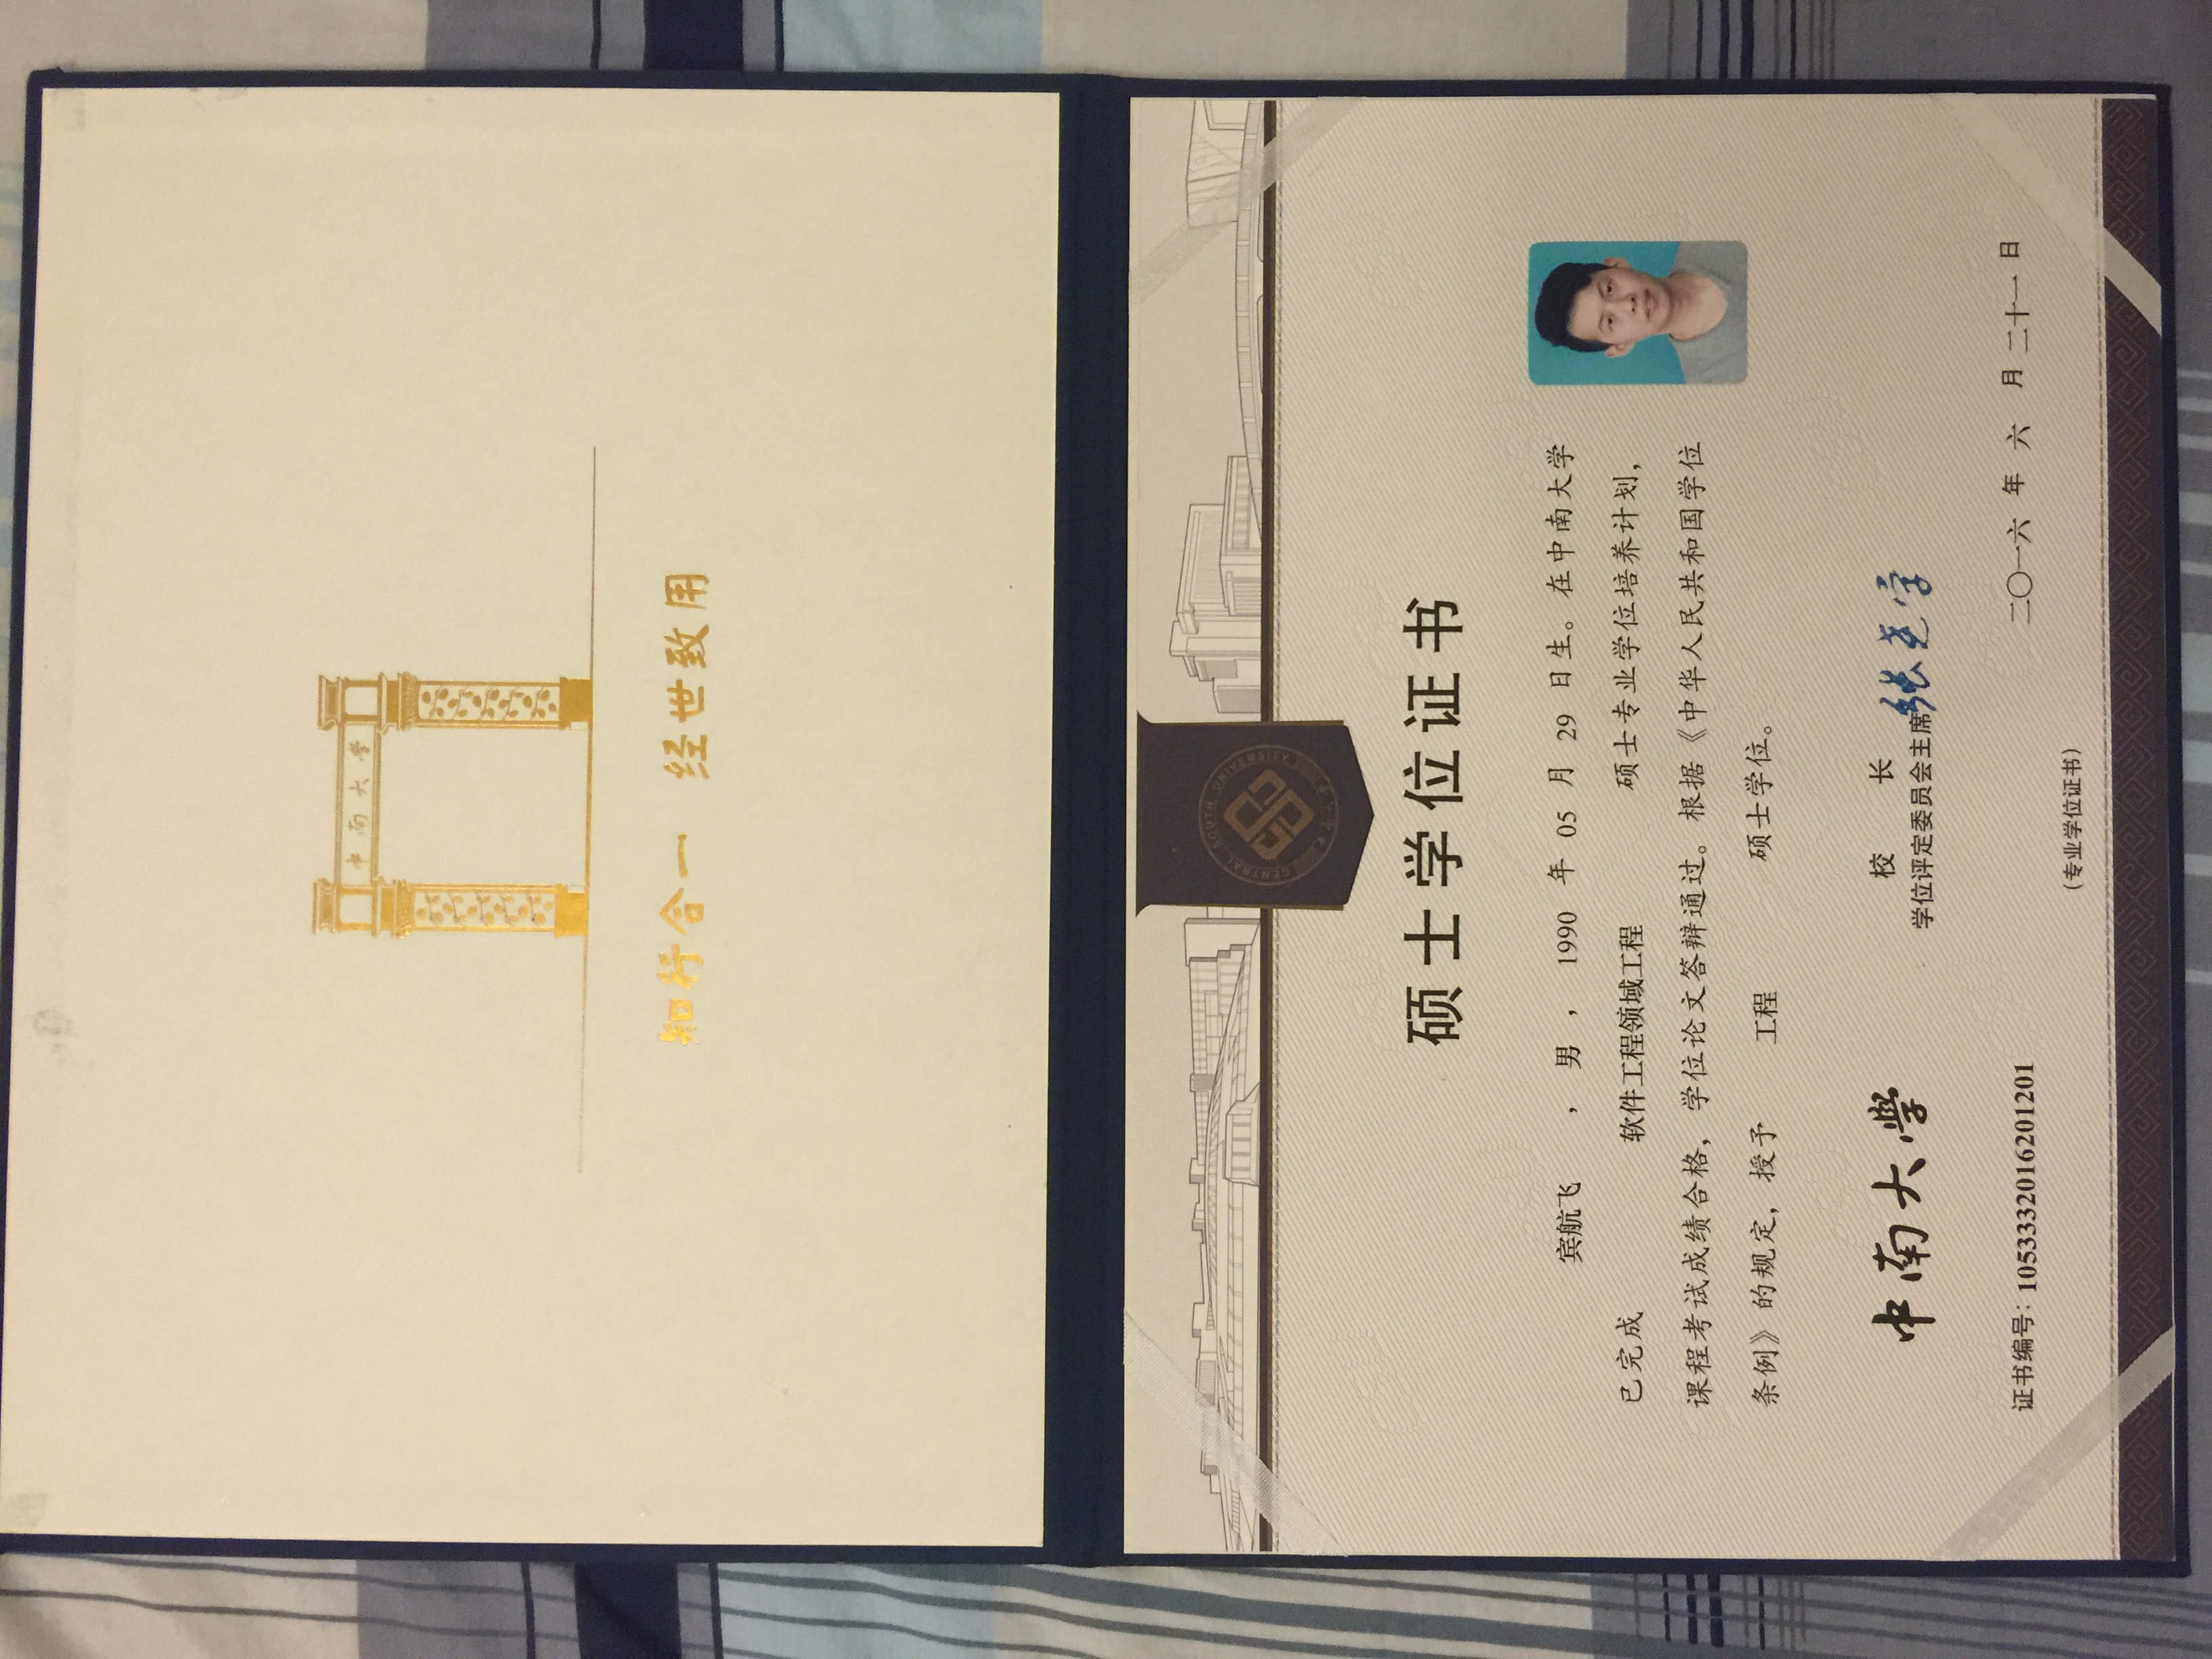 中南大学
知行合一 经世致用
CENTRAL SOUTH UNIVERSITY
中南大学
硕士学位证书
宾航飞 ， 男 ， 1990 年 05 月 29 日生。在中南大学
已完成 软件工程领域工程 硕士专业学位培养计划，
课程考试成绩合格，学位论文答辩通过。根据《中华人民共和国学位
条例》的规定，授予 工程 硕士学位。
中南大學
校 长
学位评定委员会主席 张尧学
证书编号：1053332016201201
二〇一六 年 六 月 二十一 日
（专业学位证书）